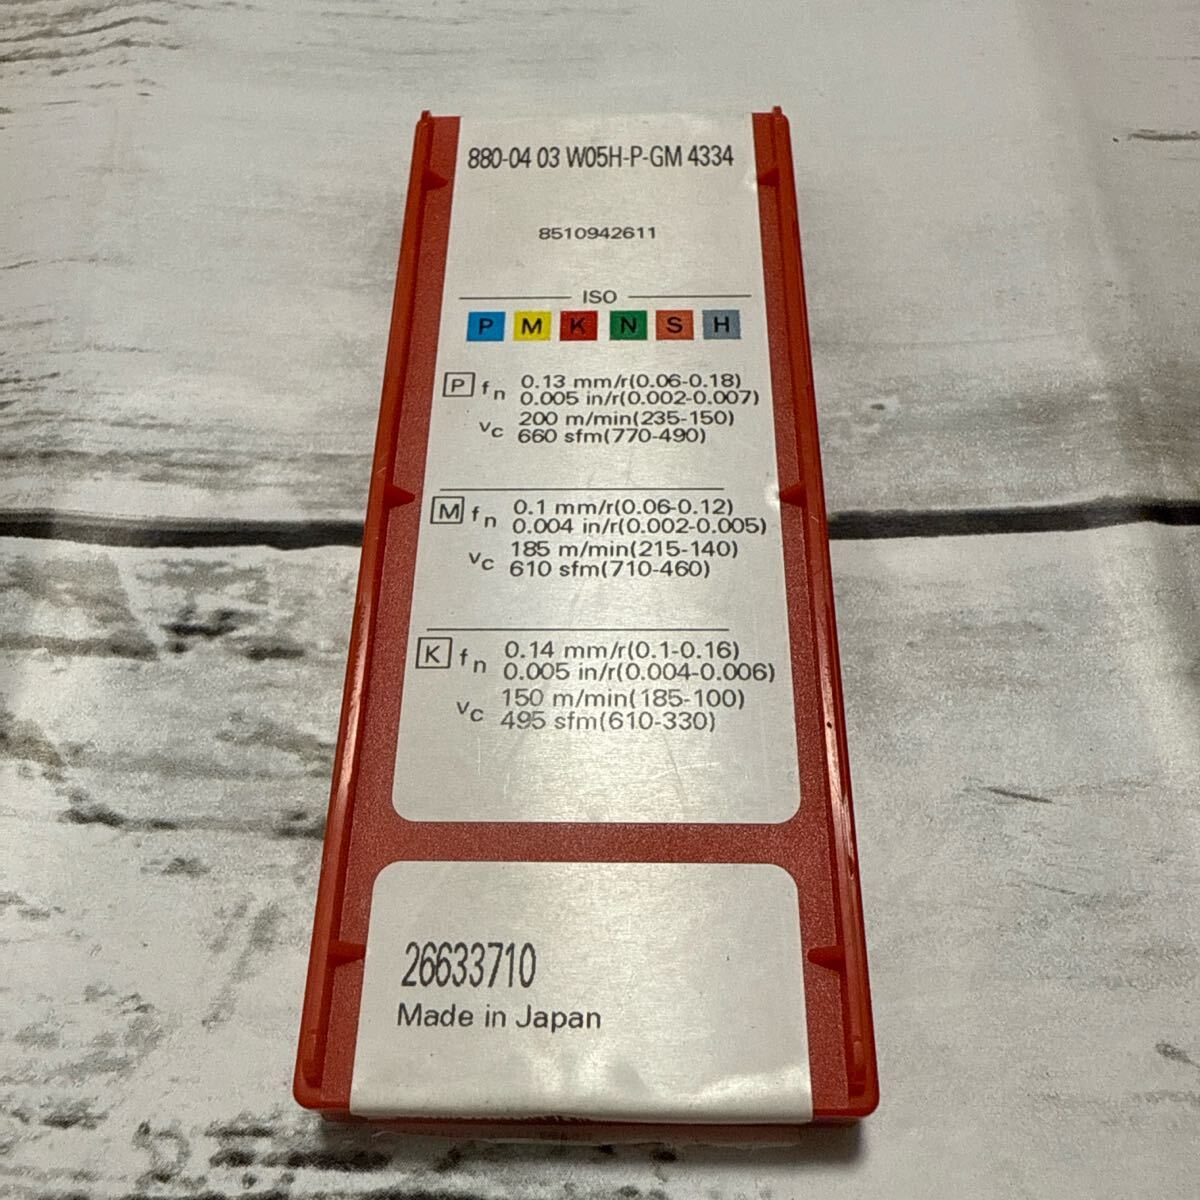 880-04 03 W05H-P-GM 4334
8510942611
ISO
P M K N S H
P fn 0.13 mm/r(0.06-0.18)
0.005 in/r(0.002-0.007)
vc 200 m/min(235-150)
660 sfm(770-490)
M fn 0.1 mm/r(0.06-0.12)
0.004 in/r(0.002-0.005)
vc 185 m/min(215-140)
610 sfm(710-460)
K fn 0.14 mm/r(0.1-0.16)
0.005 in/r(0.004-0.006)
vc 150 m/min(185-100)
495 sfm(610-330)
26633710
Made in Japan